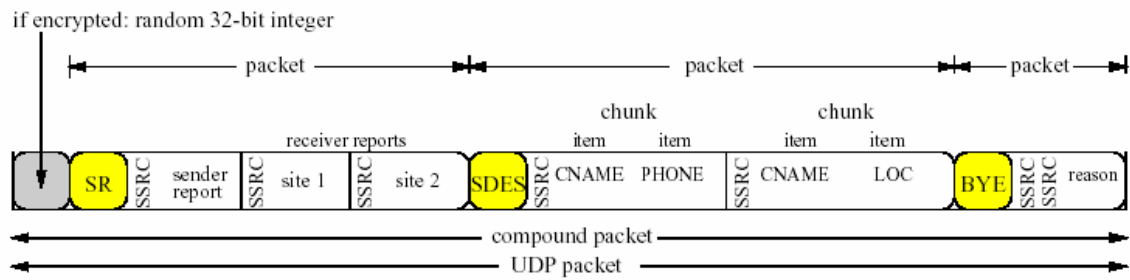 if encrypted: random 32-bit integer
packet packet packet
chunk chunk
receiver reports item item item item
SR SSRC sender report SSRC site 1 SSRC site 2 SDES SSRC CNAME PHONE SSRC CNAME LOC BYE SSRC SSRC reason
compound packet
UDP packet